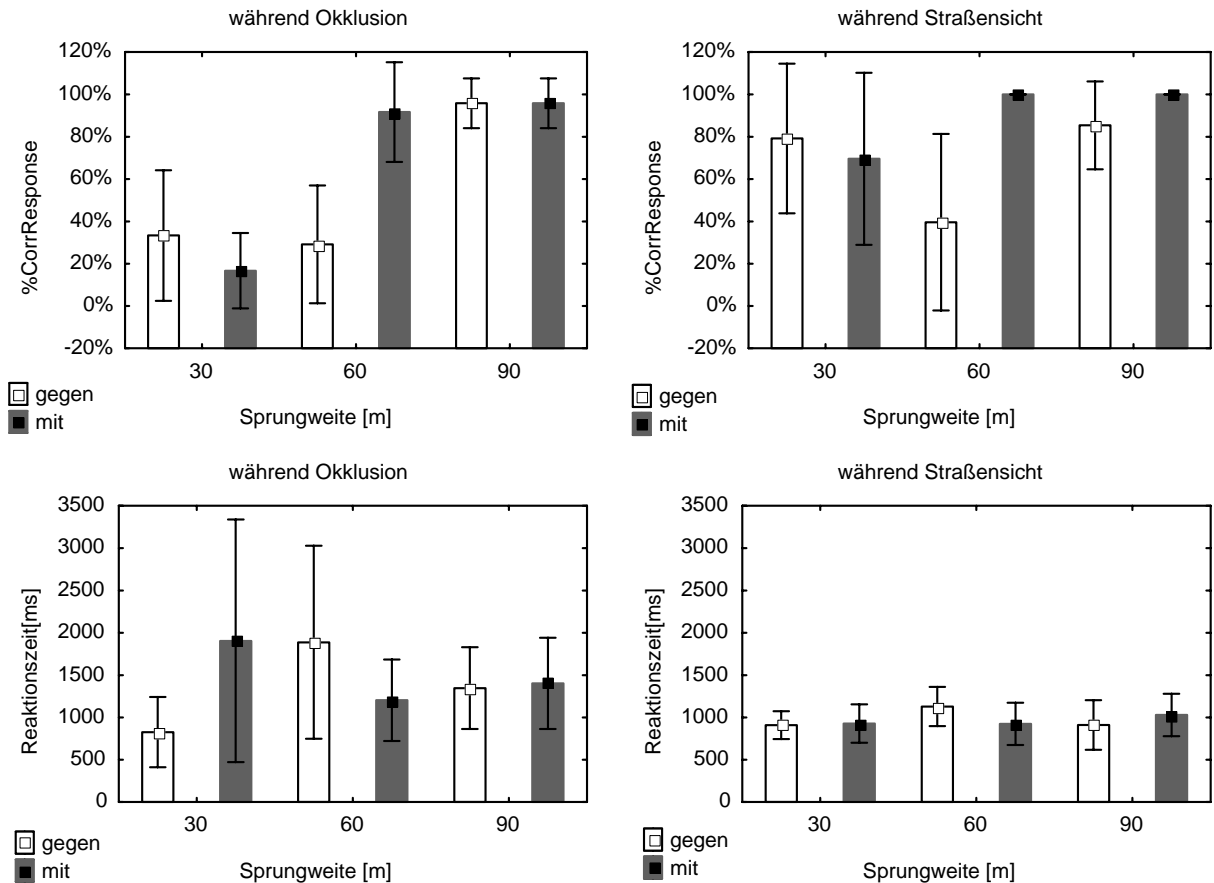 während Okklusion
120%
100%
80%
60%
40%
20%
0%
-20%
%CorrResponse
30 60 90
gegen
mit
Sprungweite [m]
während Straßensicht
120%
100%
80%
60%
40%
20%
0%
-20%
%CorrResponse
30 60 90
gegen
mit
Sprungweite [m]
während Okklusion
3500
3000
2500
2000
1500
1000
500
0
Reaktionszeit[ms]
30 60 90
gegen
mit
Sprungweite [m]
während Straßensicht
3500
3000
2500
2000
1500
1000
500
0
Reaktionszeit[ms]
30 60 90
gegen
mit
Sprungweite [m]